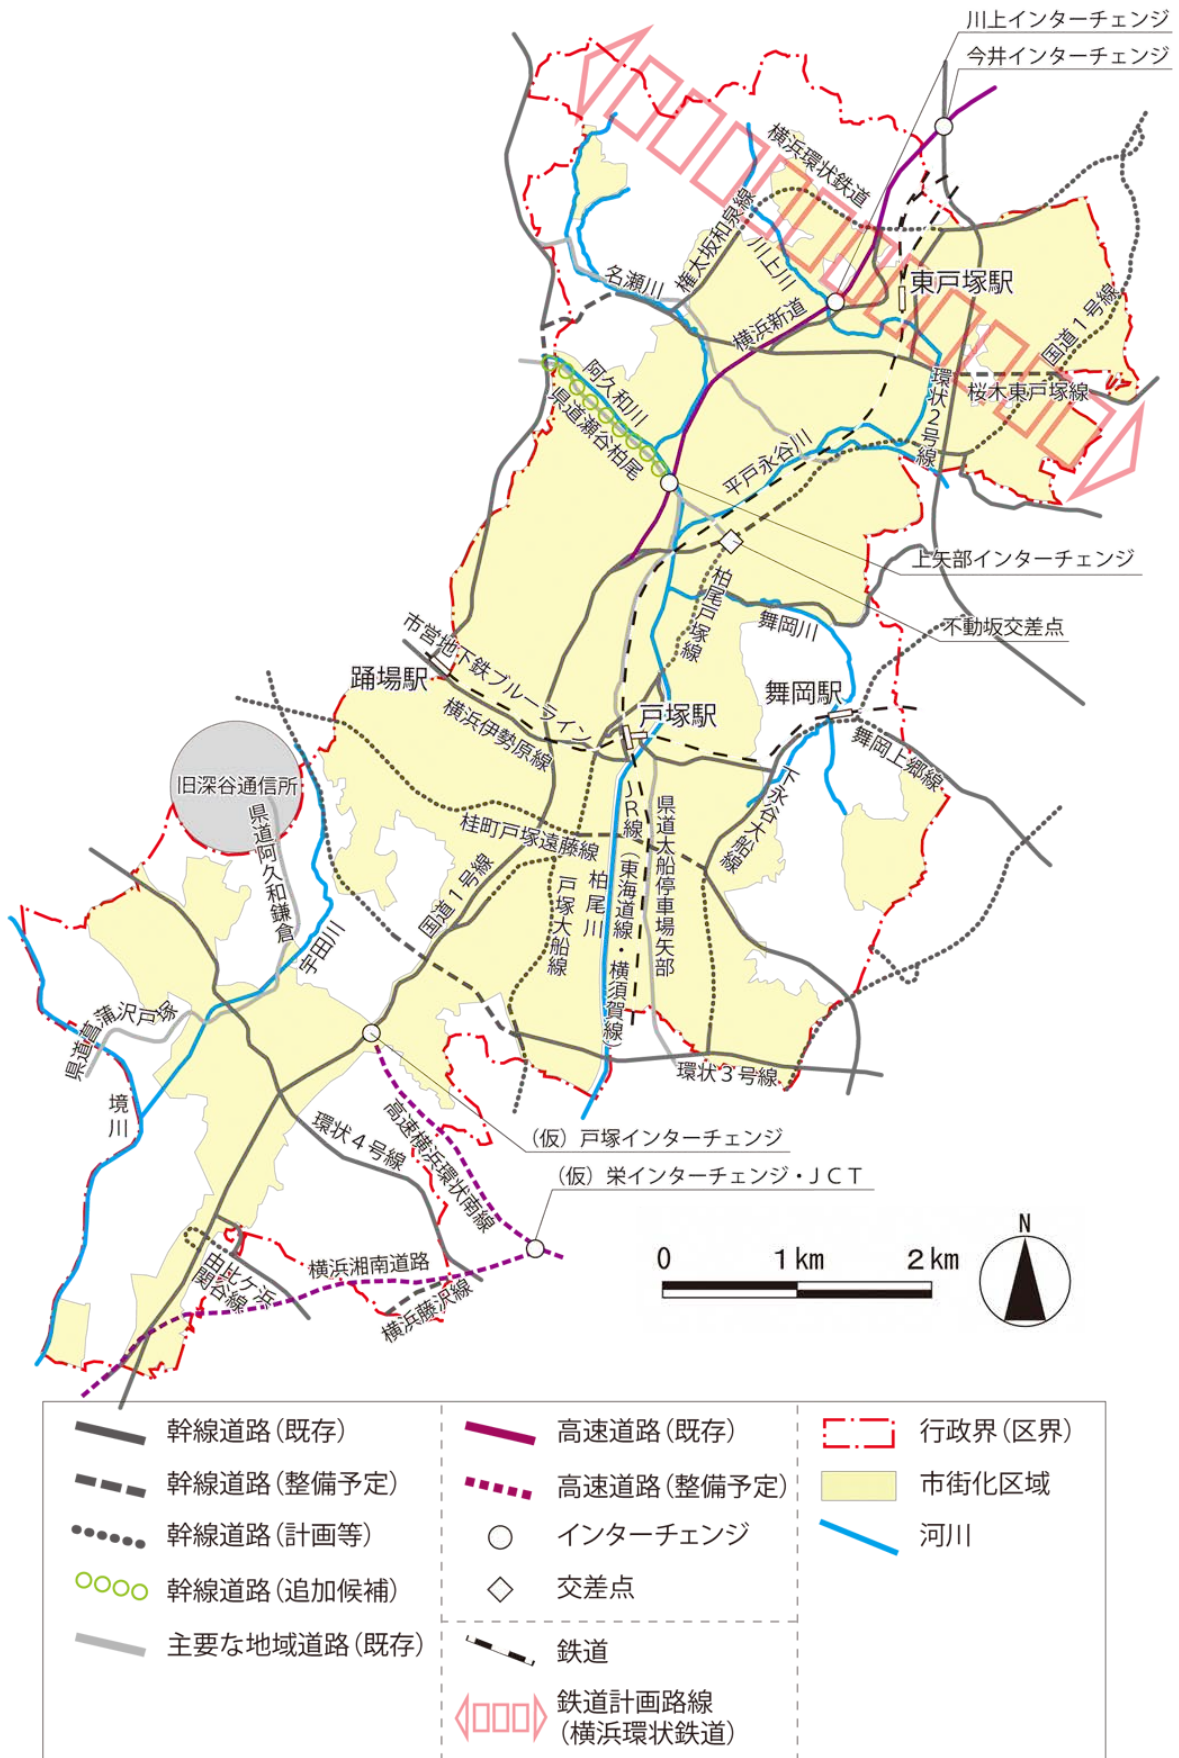 川上インターチェンジ
今井インターチェンジ
横浜環状鉄道
権太坂和泉線
川上川
名瀬川
東戸塚駅
横浜新道
国道1号線
阿久和川
県道瀬谷柏尾
環状2号線
桜木東戸塚線
平戸永谷川
上矢部インターチェンジ
柏尾戸塚線
舞岡川
不動坂交差点
市営地下鉄ブルーライン
踊場駅
舞岡駅
戸塚駅
横浜伊勢原線
舞岡上郷線
旧深谷通信所
下永谷大船線
県道阿久和鎌倉
JR線(東海道線・横須賀線)
県道大船停車場矢部
桂町戸塚遠藤線
国道1号線
戸塚大船線
柏尾川
宇田川
県道菖蒲沢戸塚
環状3号線
境川
高速横浜環状南線
環状4号線
(仮)戸塚インターチェンジ
(仮)栄インターチェンジ・JCT
横浜湘南道路
由比ケ浜
関谷線
横浜藤沢線
N
0 1km 2km
幹線道路(既存)
幹線道路(整備予定)
幹線道路(計画等)
幹線道路(追加候補)
主要な地域道路(既存)
高速道路(既存)
高速道路(整備予定)
インターチェンジ
交差点
鉄道
鉄道計画路線
(横浜環状鉄道)
行政界(区界)
市街化区域
河川